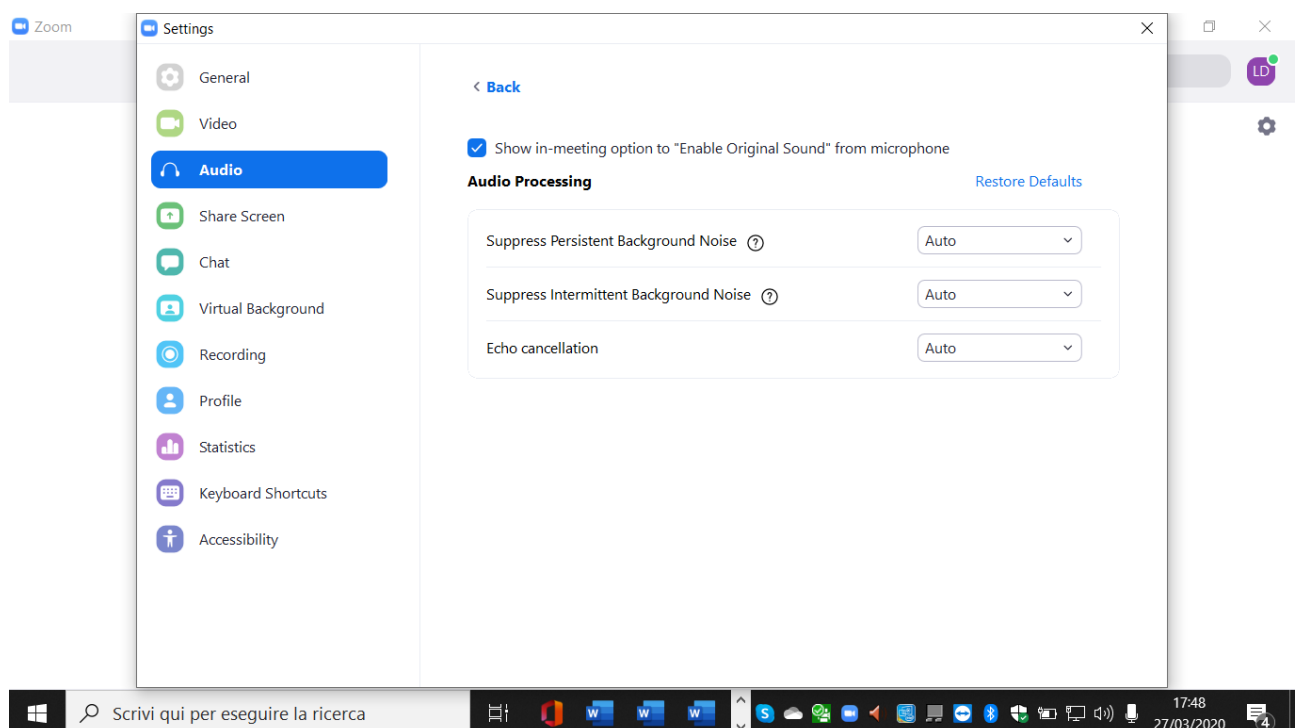 Zoom
Settings
LD
General
Video
Audio
Share Screen
Chat
Virtual Background
Recording
Profile
Statistics
Keyboard Shortcuts
Accessibility
Back
Show in-meeting option to "Enable Original Sound" from microphone
Audio Processing Restore Defaults
Suppress Persistent Background Noise ? Auto
Suppress Intermittent Background Noise ? Auto
Echo cancellation Auto
Scrivi qui per eseguire la ricerca
W W W S
17:48
27/03/2020
4